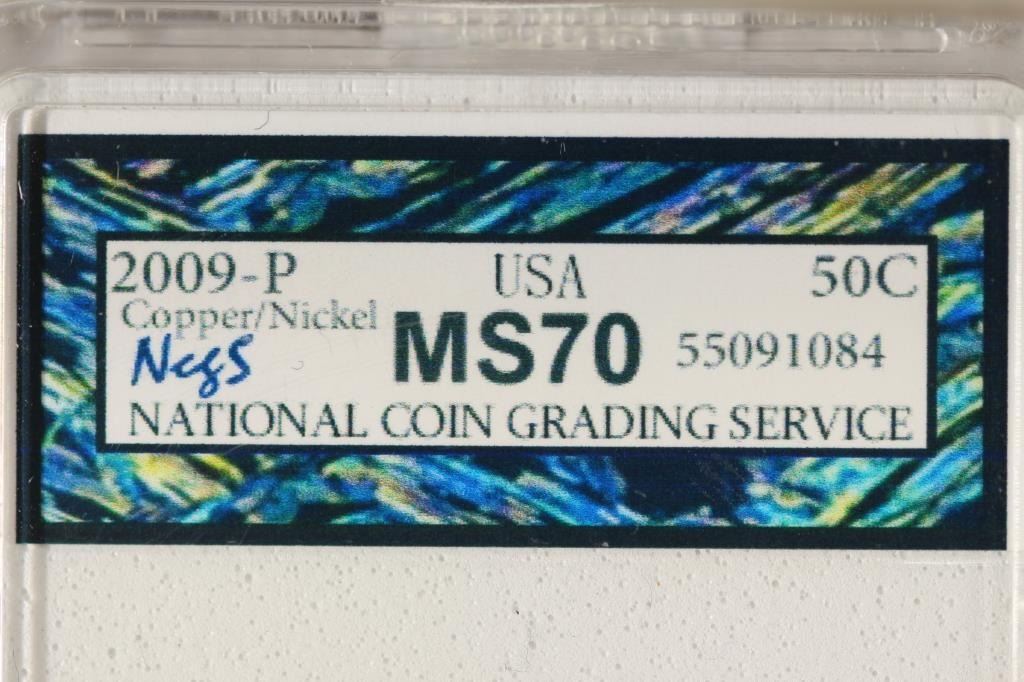 2009-P USA 50C
Copper/Nickel MS70 55091084
NcgS
NATIONAL COIN GRADING SERVICE